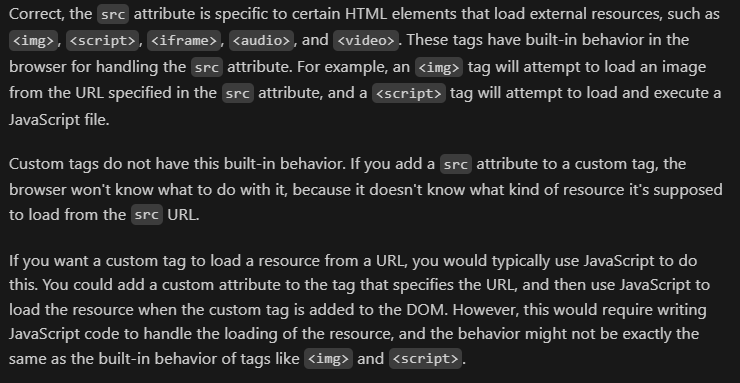 Correct, the src attribute is specific to certain HTML elements that load external resources, such as
<img>, <script>, <iframe>, <audio>, and <video>. These tags have built-in behavior in the
browser for handling the src attribute. For example, an <img> tag will attempt to load an image
from the URL specified in the src attribute, and a <script> tag will attempt to load and execute a
JavaScript file.
Custom tags do not have this built-in behavior. If you add a src attribute to a custom tag, the
browser won't know what to do with it, because it doesn't know what kind of resource it's supposed
to load from the src URL.
If you want a custom tag to load a resource from a URL, you would typically use JavaScript to do
this. You could add a custom attribute to the tag that specifies the URL, and then use JavaScript to
load the resource when the custom tag is added to the DOM. However, this would require writing
JavaScript code to handle the loading of the resource, and the behavior might not be exactly the
same as the built-in behavior of tags like <img> and <script>.